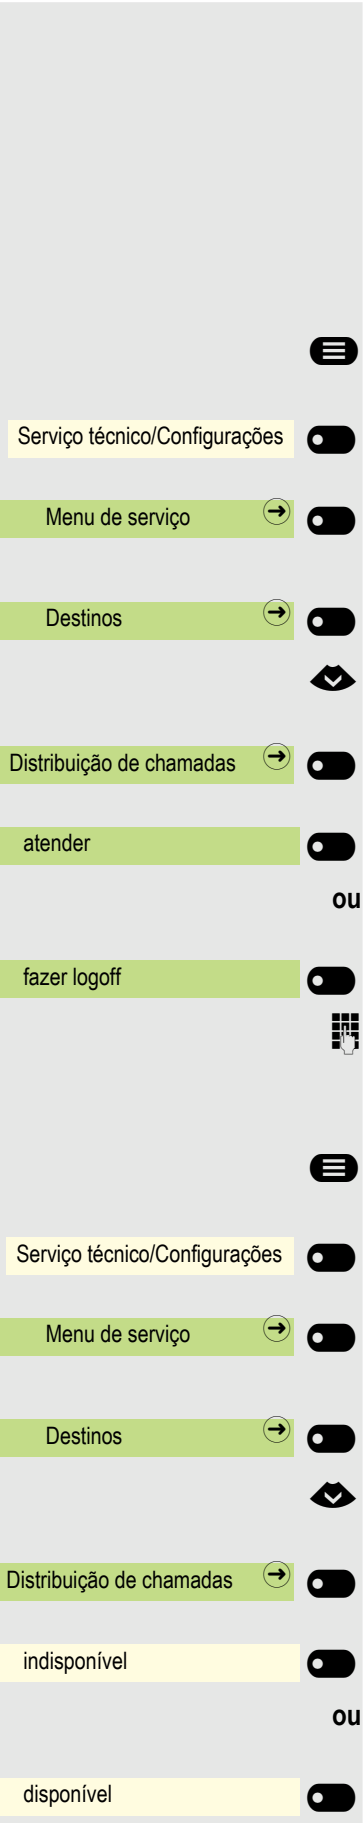 Serviço técnico/Configurações
Menu de serviço
Destinos
Distribuição de chamadas
atender
ou
fazer logoff
Serviço técnico/Configurações
Menu de serviço
Destinos
Distribuição de chamadas
indisponível
ou
disponível